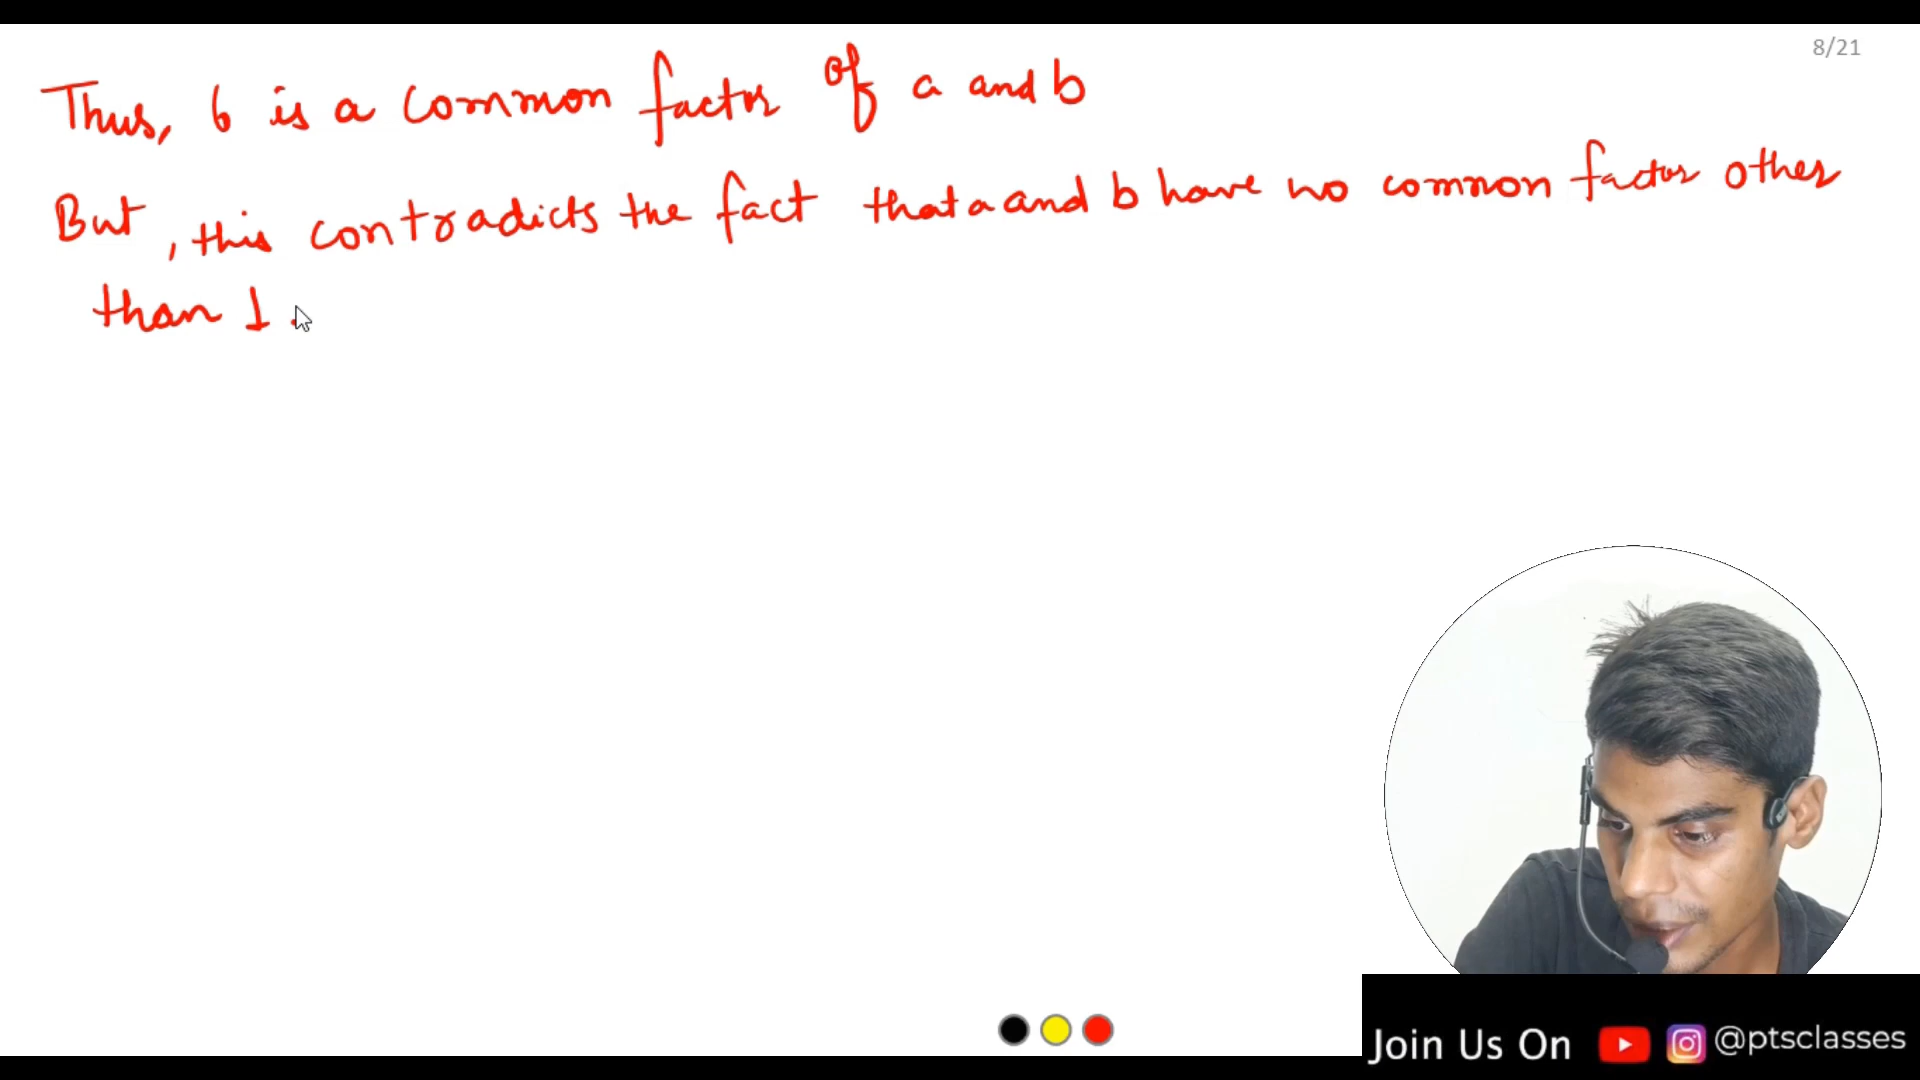 8/21
Thus, 6 is a common factor of a and b
But, this contradicts the fact that a and b have no common factor other
than 1.
Join Us On @ptsclasses